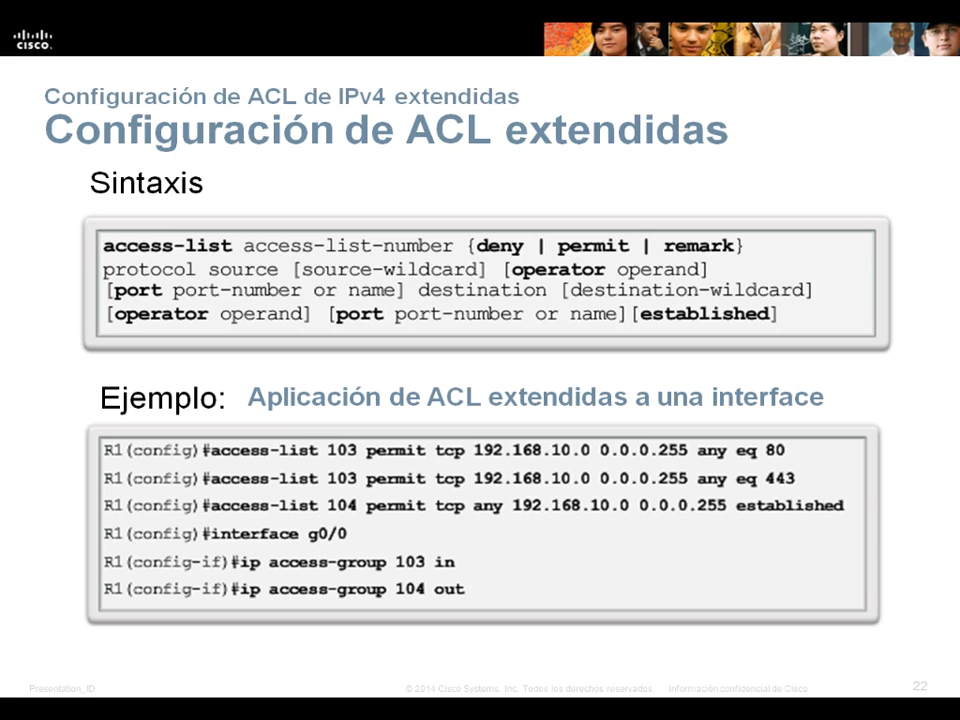 CISCO.
Configuración de ACL de IPv4 extendidas
Configuración de ACL extendidas
Sintaxis
access-list access-list-number {deny | permit | remark}
protocol source [source-wildcard] [operator operand]
[port port-number or name] destination [destination-wildcard]
[operator operand] [port port-number or name][established]
Ejemplo: Aplicación de ACL extendidas a una interface
R1(config)#access-list 103 permit tcp 192.168.10.0 0.0.0.255 any eq 80
R1(config)#access-list 103 permit tcp 192.168.10.0 0.0.0.255 any eq 443
R1(config)#access-list 104 permit tcp any 192.168.10.0 0.0.0.255 established
R1(config)#interface g0/0
R1(config-if)#ip access-group 103 in
R1(config-if)#ip access-group 104 out
Presentation_ID © 2014 Cisco Systems, Inc. Todos los derechos reservados. Información confidencial de Cisco 22